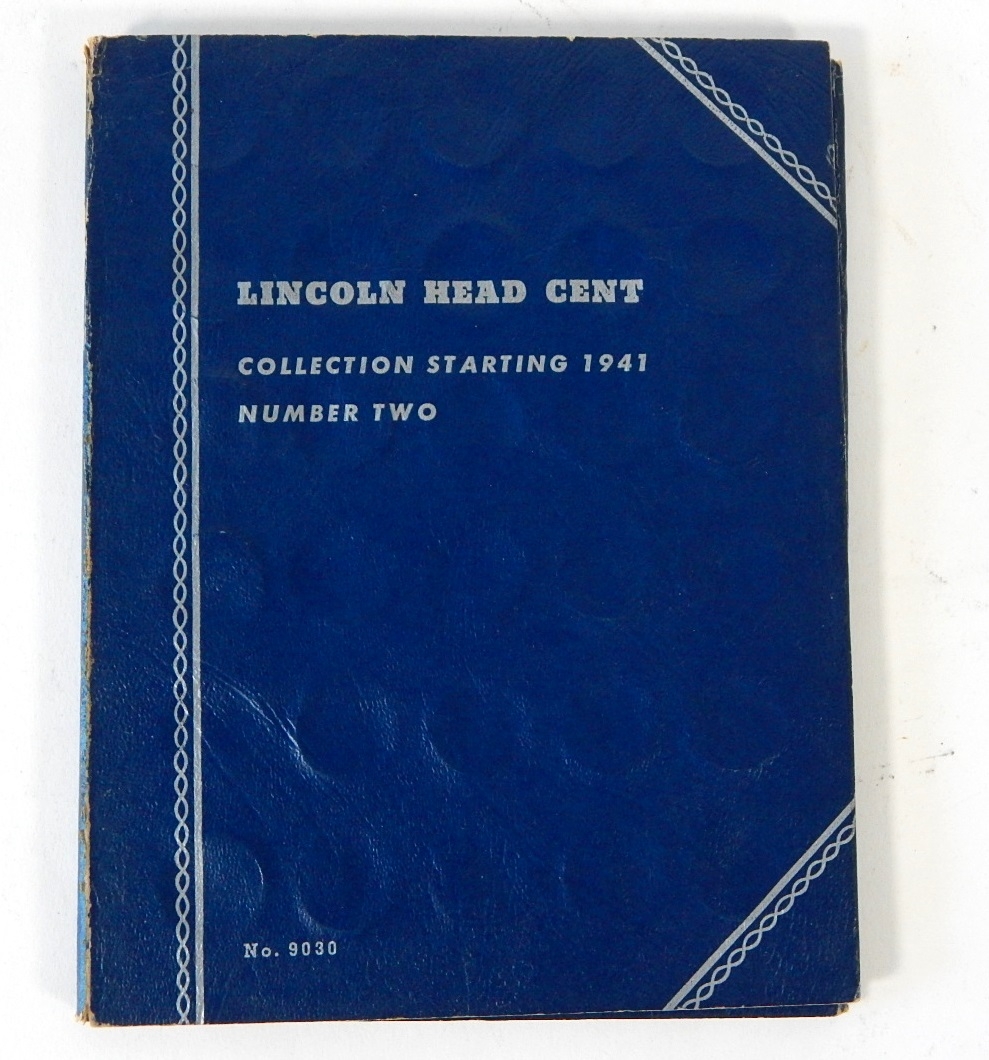 LINCOLN HEAD CENT
COLLECTION STARTING 1941
NUMBER TWO
No. 9030